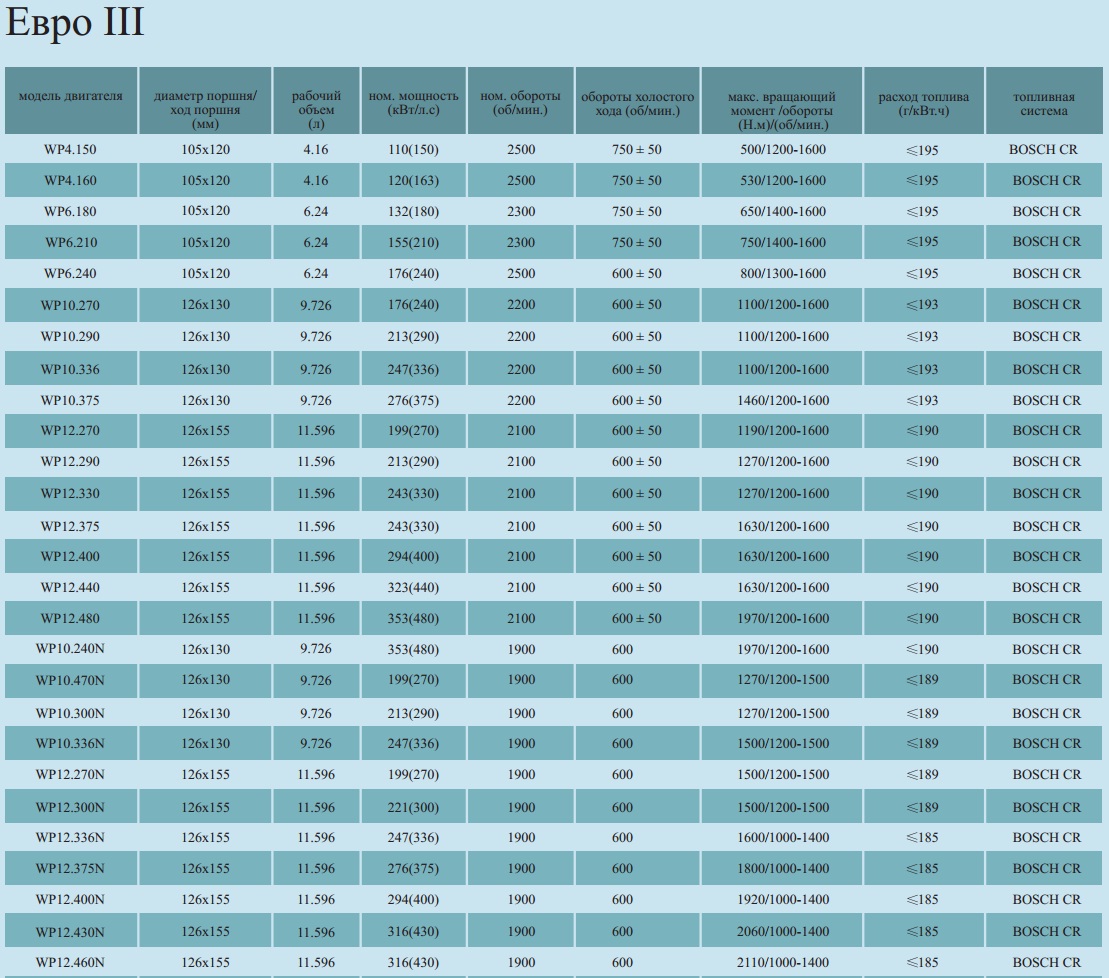 Евро III
модель двигателя диаметр поршня/ рабочий ном. мощность ном. обороты обороты холостого макс. вращающий расход топлива топливная
ход поршня объем (кВт/л.с) (об/мин.) хода (об/мин.) момент /обороты (г/кВт.ч) система
(мм) (л) (Н.м)/(об/мин.)
WP4.150 105x120 4.16 110(150) 2500 750 ± 50 500/1200-1600 ⩽195 BOSCH CR
WP4.160 105x120 4.16 120(163) 2500 750 ± 50 530/1200-1600 ⩽195 BOSCH CR
WP6.180 105x120 6.24 132(180) 2300 750 ± 50 650/1400-1600 ⩽195 BOSCH CR
WP6.210 105x120 6.24 155(210) 2300 750 ± 50 750/1400-1600 ⩽195 BOSCH CR
WP6.240 105x120 6.24 176(240) 2500 600 ± 50 800/1300-1600 ⩽195 BOSCH CR
WP10.270 126x130 9.726 176(240) 2200 600 ± 50 1100/1200-1600 ⩽193 BOSCH CR
WP10.290 126x130 9.726 213(290) 2200 600 ± 50 1100/1200-1600 ⩽193 BOSCH CR
WP10.336 126x130 9.726 247(336) 2200 600 ± 50 1100/1200-1600 ⩽193 BOSCH CR
WP10.375 126x130 9.726 276(375) 2200 600 ± 50 1460/1200-1600 ⩽193 BOSCH CR
WP12.270 126x155 11.596 199(270) 2100 600 ± 50 1190/1200-1600 ⩽190 BOSCH CR
WP12.290 126x155 11.596 213(290) 2100 600 ± 50 1270/1200-1600 ⩽190 BOSCH CR
WP12.330 126x155 11.596 243(330) 2100 600 ± 50 1270/1200-1600 ⩽190 BOSCH CR
WP12.375 126x155 11.596 243(330) 2100 600 ± 50 1630/1200-1600 ⩽190 BOSCH CR
WP12.400 126x155 11.596 294(400) 2100 600 ± 50 1630/1200-1600 ⩽190 BOSCH CR
WP12.440 126x155 11.596 323(440) 2100 600 ± 50 1630/1200-1600 ⩽190 BOSCH CR
WP12.480 126x155 11.596 353(480) 2100 600 ± 50 1970/1200-1600 ⩽190 BOSCH CR
WP10.240N 126x130 9.726 353(480) 1900 600 1970/1200-1600 ⩽190 BOSCH CR
WP10.470N 126x130 9.726 199(270) 1900 600 1270/1200-1500 ⩽189 BOSCH CR
WP10.300N 126x130 9.726 213(290) 1900 600 1270/1200-1500 ⩽189 BOSCH CR
WP10.336N 126x130 9.726 247(336) 1900 600 1500/1200-1500 ⩽189 BOSCH CR
WP12.270N 126x155 11.596 199(270) 1900 600 1500/1200-1500 ⩽189 BOSCH CR
WP12.300N 126x155 11.596 221(300) 1900 600 1500/1200-1500 ⩽189 BOSCH CR
WP12.336N 126x155 11.596 247(336) 1900 600 1600/1000-1400 ⩽185 BOSCH CR
WP12.375N 126x155 11.596 276(375) 1900 600 1800/1000-1400 ⩽185 BOSCH CR
WP12.400N 126x155 11.596 294(400) 1900 600 1920/1000-1400 ⩽185 BOSCH CR
WP12.430N 126x155 11.596 316(430) 1900 600 2060/1000-1400 ⩽185 BOSCH CR
WP12.460N 126x155 11.596 316(430) 1900 600 2110/1000-1400 ⩽185 BOSCH CR